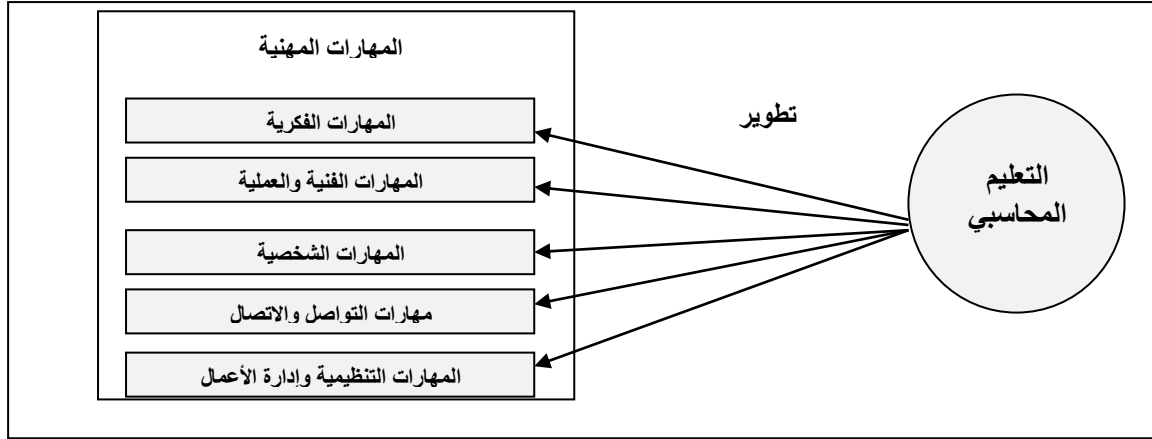 المهارات المهنية
المهارات الفكرية
المهارات الفنية والعملية
المهارات الشخصية
مهارات التواصل والاتصال
المهارات التنظيمية وإدارة الأعمال
تطوير
التعليم
المحاسبي